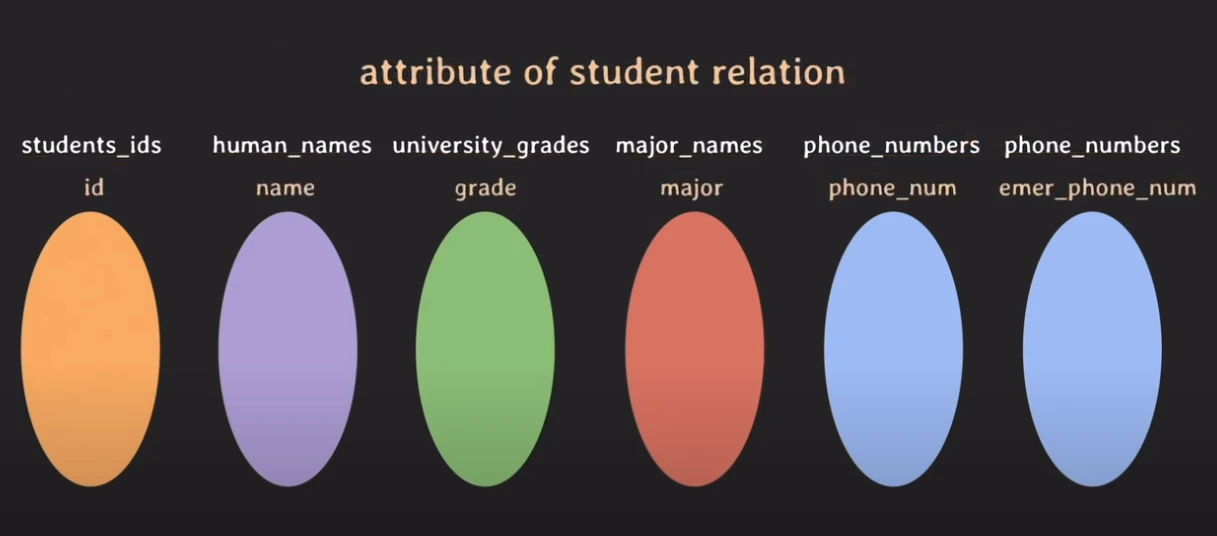 attribute of student relation
students_ids human_names university_grades major_names phone_numbers phone_numbers
id name grade major phone_num emer_phone_num